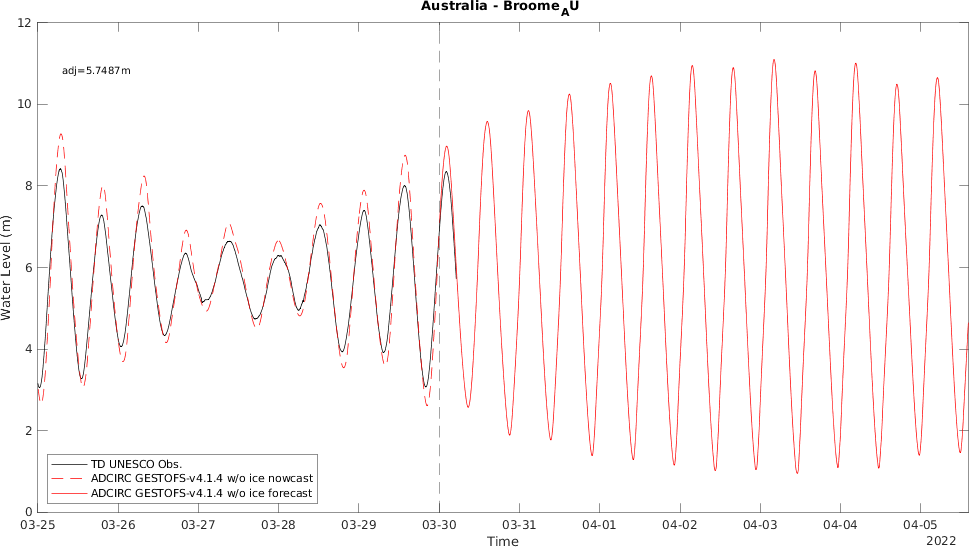 Australia - Broome_AU
12
adj=5.7487m
10
8
6
4
2
0
Water Level (m)
TD UNESCO Obs.
ADCIRC GESTOFS-v4.1.4 w/o ice nowcast
ADCIRC GESTOFS-v4.1.4 w/o ice forecast
03-25 03-26 03-27 03-28 03-29 03-30 03-31 04-01 04-02 04-03 04-04 04-05
Time
2022